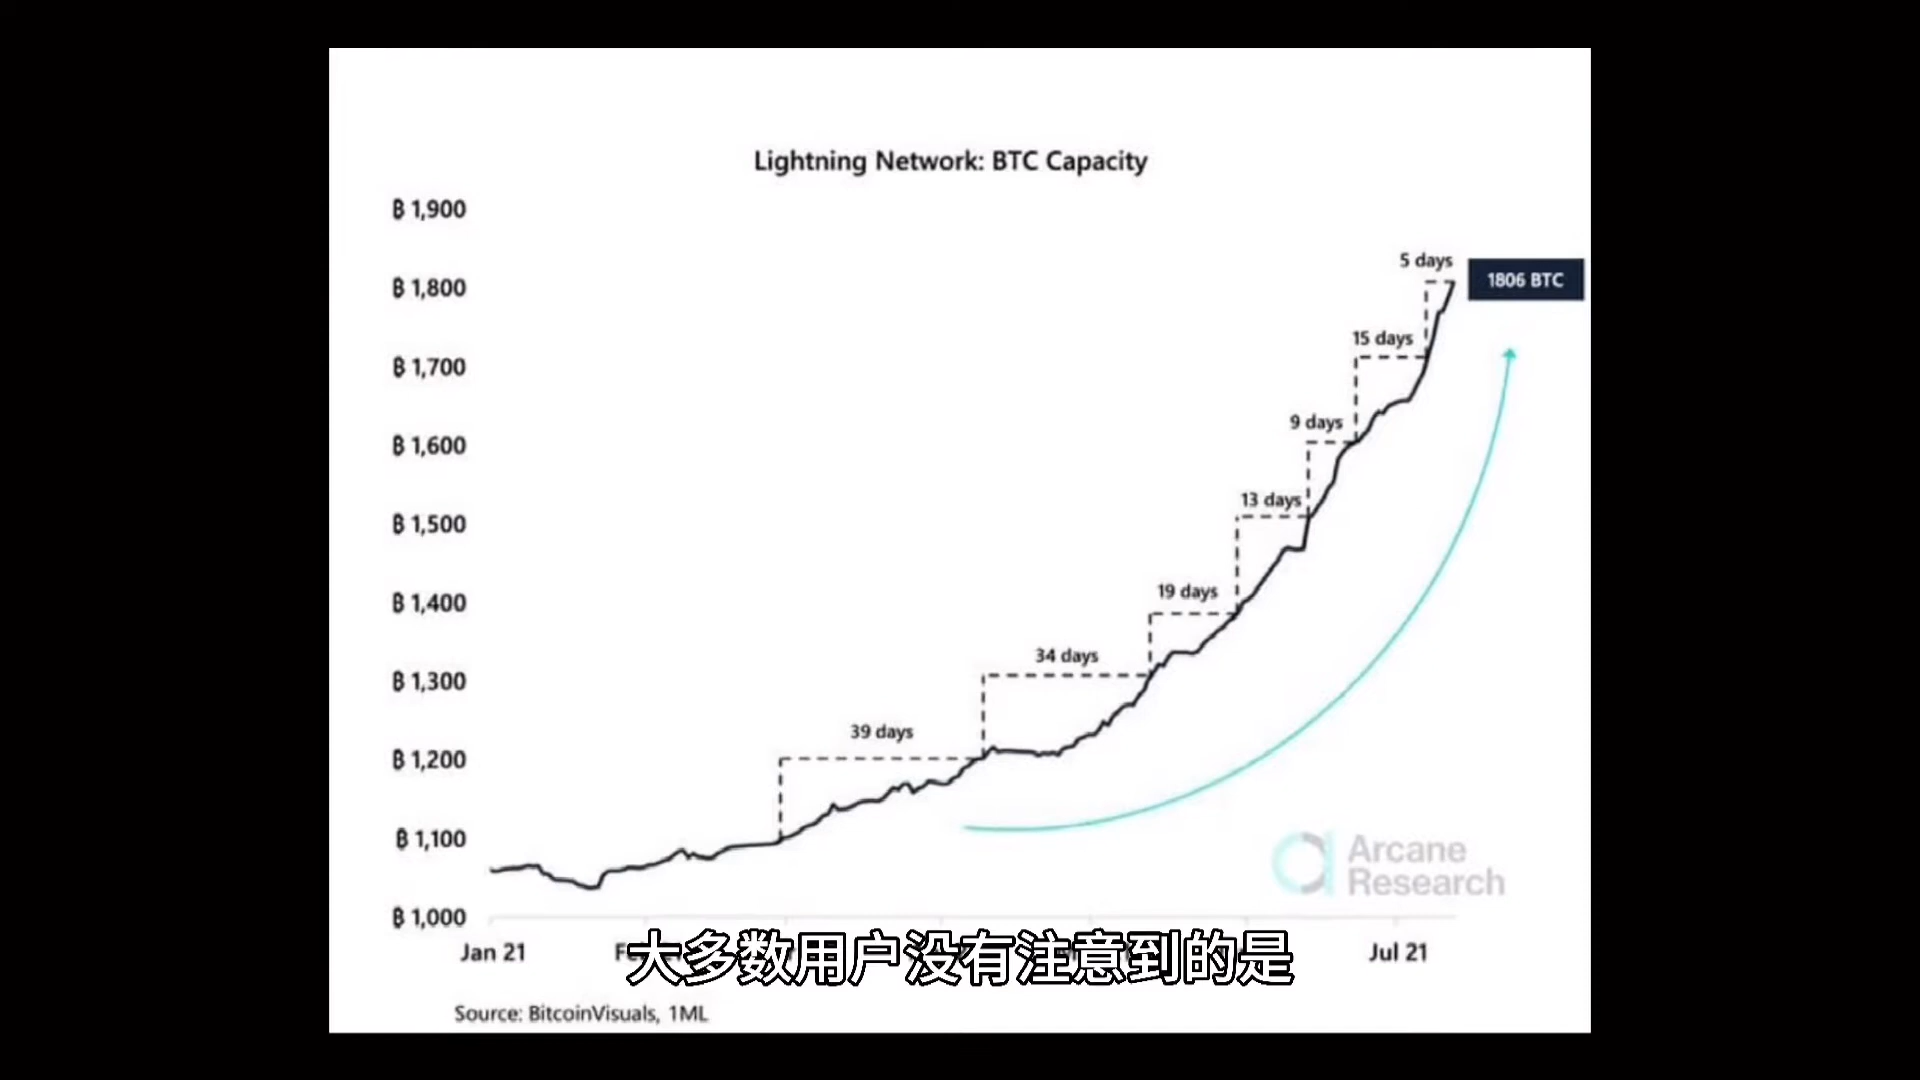 Lightning Network: BTC Capacity
₿ 1,900
5 days
1806 BTC
₿ 1,800
15 days
₿ 1,700
9 days
₿ 1,600
13 days
₿ 1,500
19 days
₿ 1,400
34 days
₿ 1,300
39 days
₿ 1,200
₿ 1,100
Arcane
Research
₿ 1,000
Jan 21
Jul 21
大多数用户没有注意到的是
Source: BitcoinVisuals, 1ML